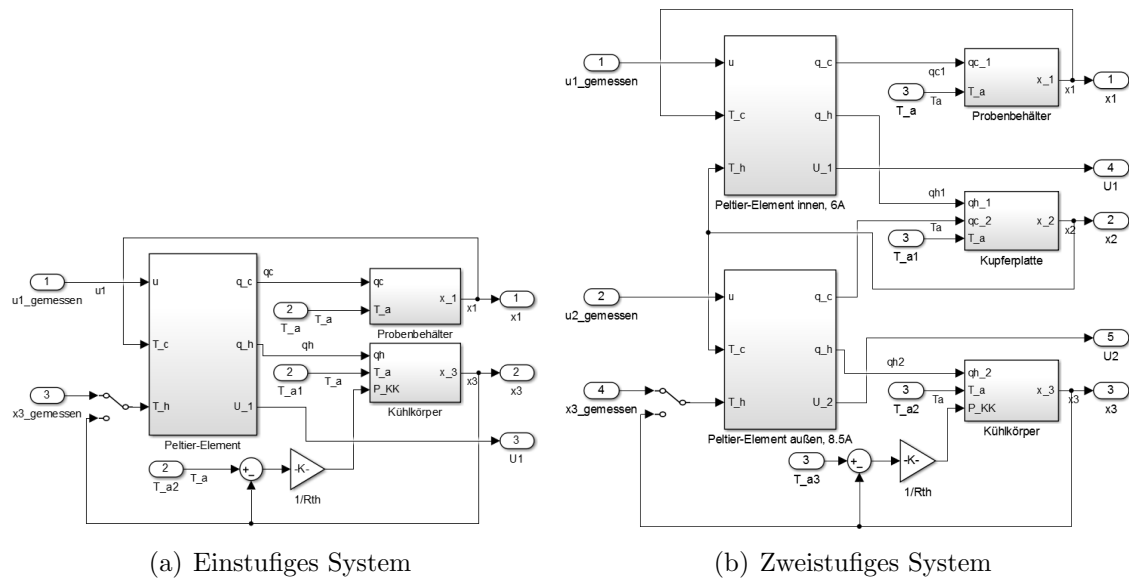 1
u1_gemessen
u1
u
T_c
T_h
q_c
q_h
U_1
Peltier-Element
3
x3_gemessen
qc
qc
2
T_a
T_a
T_a
x_1
Probenbehälter
x1
1
x1
qh
qh
2
T_a1
T_a
T_a
P_KK
x_3
Kühlkörper
x3
2
x3
3
U1
2
T_a2
T_a
+
_
-K-
1/Rth
(a) Einstufiges System
1
u1_gemessen
u
T_c
T_h
q_c
q_h
U_1
Peltier-Element innen, 6A
qc1
qc_1
3
T_a
Ta
T_a
x_1
Probenbehälter
x1
1
x1
4
U1
qh1
qh_1
qc_2
3
T_a1
Ta
T_a
x_2
Kupferplatte
x2
2
x2
2
u2_gemessen
u
T_c
T_h
q_c
q_h
U_2
Peltier-Element außen, 8.5A
4
x3_gemessen
5
U2
qh2
qh_2
3
T_a2
Ta
T_a
P_KK
x_3
Kühlkörper
x3
3
x3
3
T_a3
+
_
-K-
1/Rth
(b) Zweistufiges System